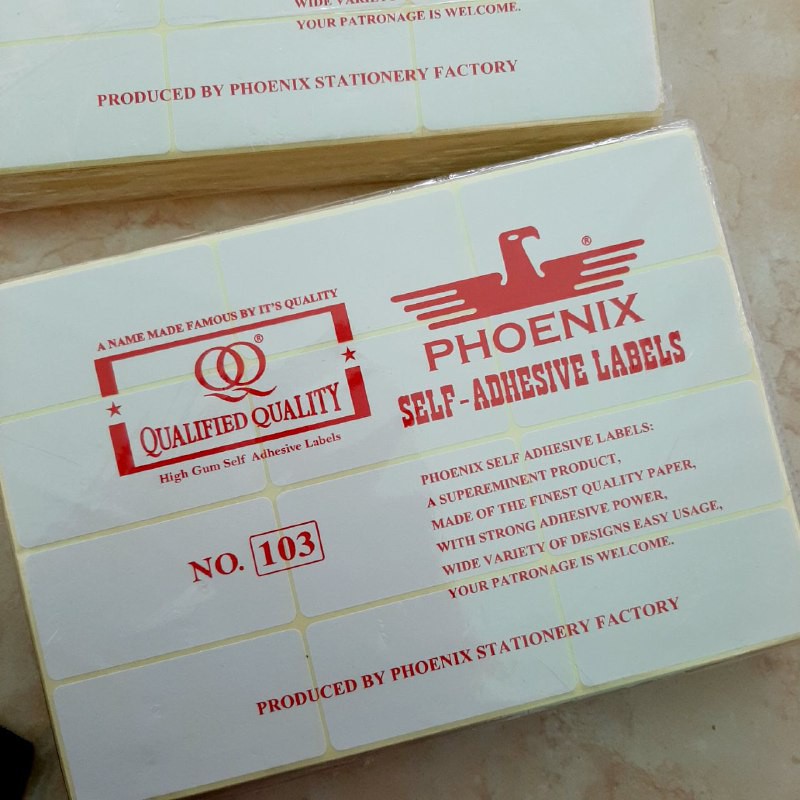 YOUR PATRONAGE IS WELCOME.
PRODUCED BY PHOENIX STATIONERY FACTORY
A NAME MADE FAMOUS BY IT'S QUALITY
QQ®
QUALIFIED QUALITY
High Gum Self Adhesive Labels
®
PHOENIX
SELF-ADHESIVE LABELS
NO. 103
PHOENIX SELF ADHESIVE LABELS:
A SUPEREMINENT PRODUCT,
MADE OF THE FINEST QUALITY PAPER,
WITH STRONG ADHESIVE POWER,
WIDE VARIETY OF DESIGNS EASY USAGE,
YOUR PATRONAGE IS WELCOME.
PRODUCED BY PHOENIX STATIONERY FACTORY